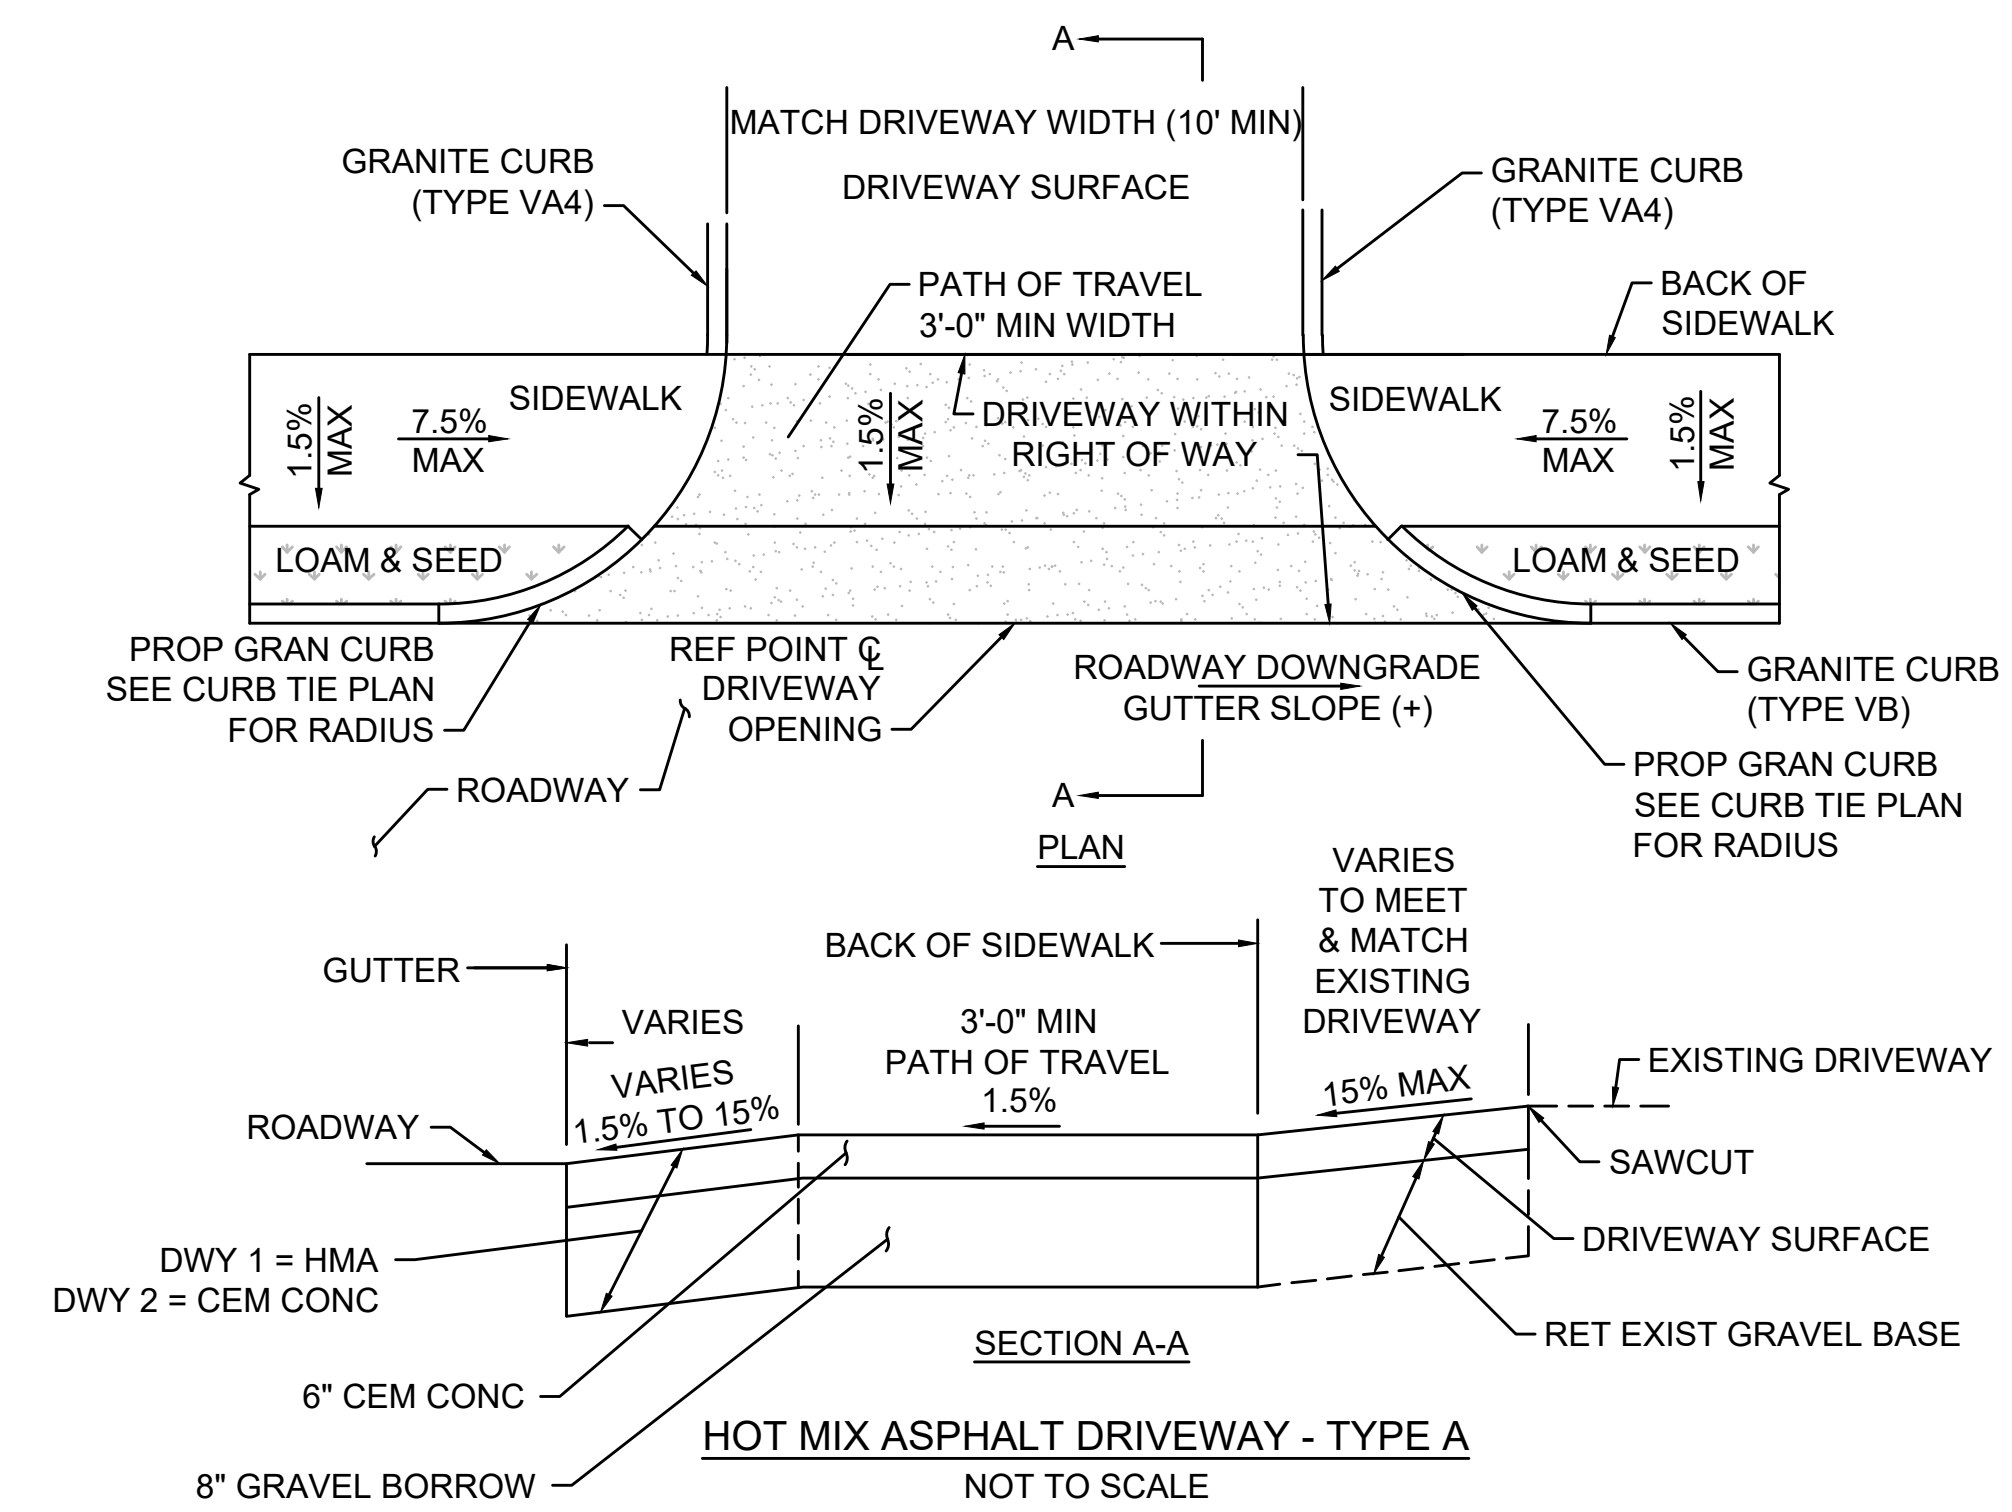 A
MATCH DRIVEWAY WIDTH (10' MIN)
DRIVEWAY SURFACE
GRANITE CURB
(TYPE VA4)
GRANITE CURB
(TYPE VA4)
PATH OF TRAVEL
3'-0" MIN WIDTH
BACK OF
SIDEWALK
1.5%
MAX
7.5%
MAX
SIDEWALK
1.5%
MAX
DRIVEWAY WITHIN
RIGHT OF WAY
SIDEWALK
7.5%
MAX
1.5%
MAX
LOAM & SEED
LOAM & SEED
PROP GRAN CURB
SEE CURB TIE PLAN
FOR RADIUS
REF POINT ℄
DRIVEWAY
OPENING
ROADWAY DOWNGRADE
GUTTER SLOPE (+)
GRANITE CURB
(TYPE VB)
ROADWAY
PROP GRAN CURB
SEE CURB TIE PLAN
FOR RADIUS
A
PLAN
GUTTER
BACK OF SIDEWALK
VARIES
TO MEET
& MATCH
EXISTING
DRIVEWAY
VARIES
VARIES
1.5% TO 15%
3'-0" MIN
PATH OF TRAVEL
1.5%
15% MAX
EXISTING DRIVEWAY
ROADWAY
SAWCUT
DWY 1 = HMA
DWY 2 = CEM CONC
DRIVEWAY SURFACE
RET EXIST GRAVEL BASE
6" CEM CONC
8" GRAVEL BORROW
SECTION A-A
HOT MIX ASPHALT DRIVEWAY - TYPE A
NOT TO SCALE